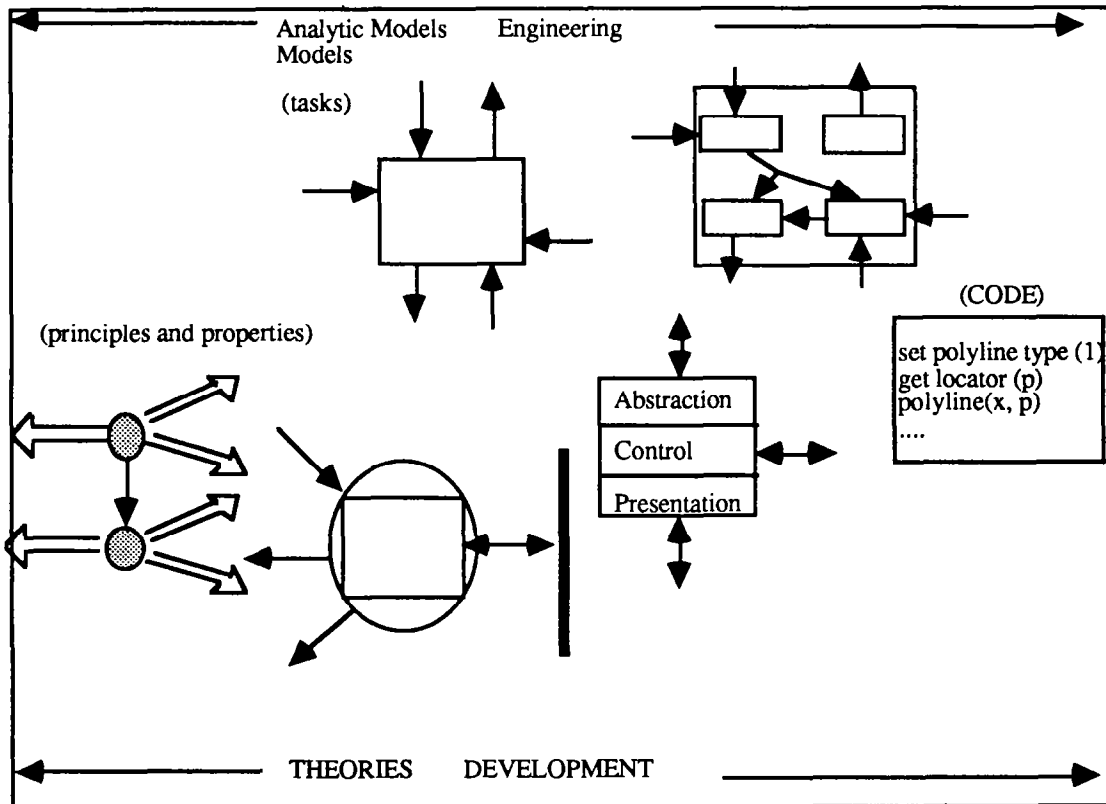 Analytic Models Engineering
Models
(tasks)
(CODE)
(principles and properties)
set polyline type (1)
get locator (p)
polyline(x, p)
....
Abstraction
Control
Presentation
THEORIES DEVELOPMENT